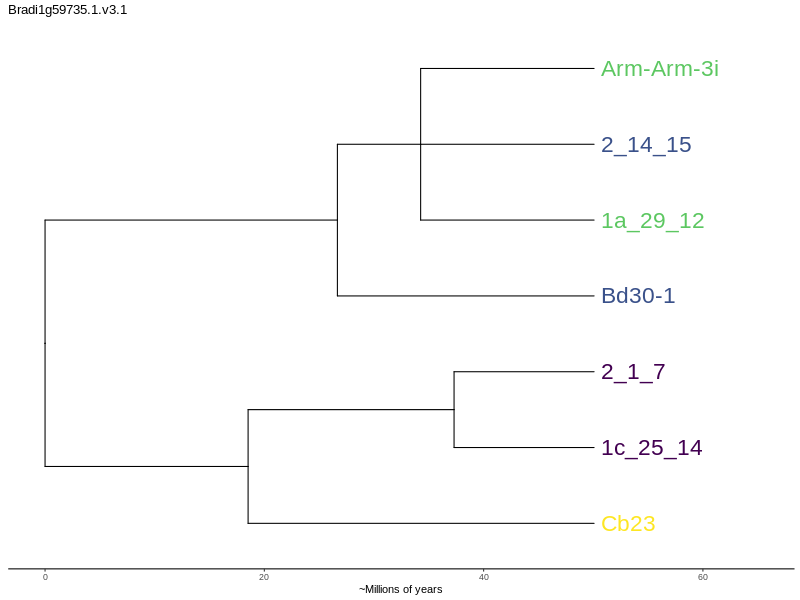 Bradi1g59735.1.v3.1
Arm-Arm-3i
2_14_15
1a_29_12
Bd30-1
2_1_7
1c_25_14
Cb23
0 20 40 60
~Millions of years